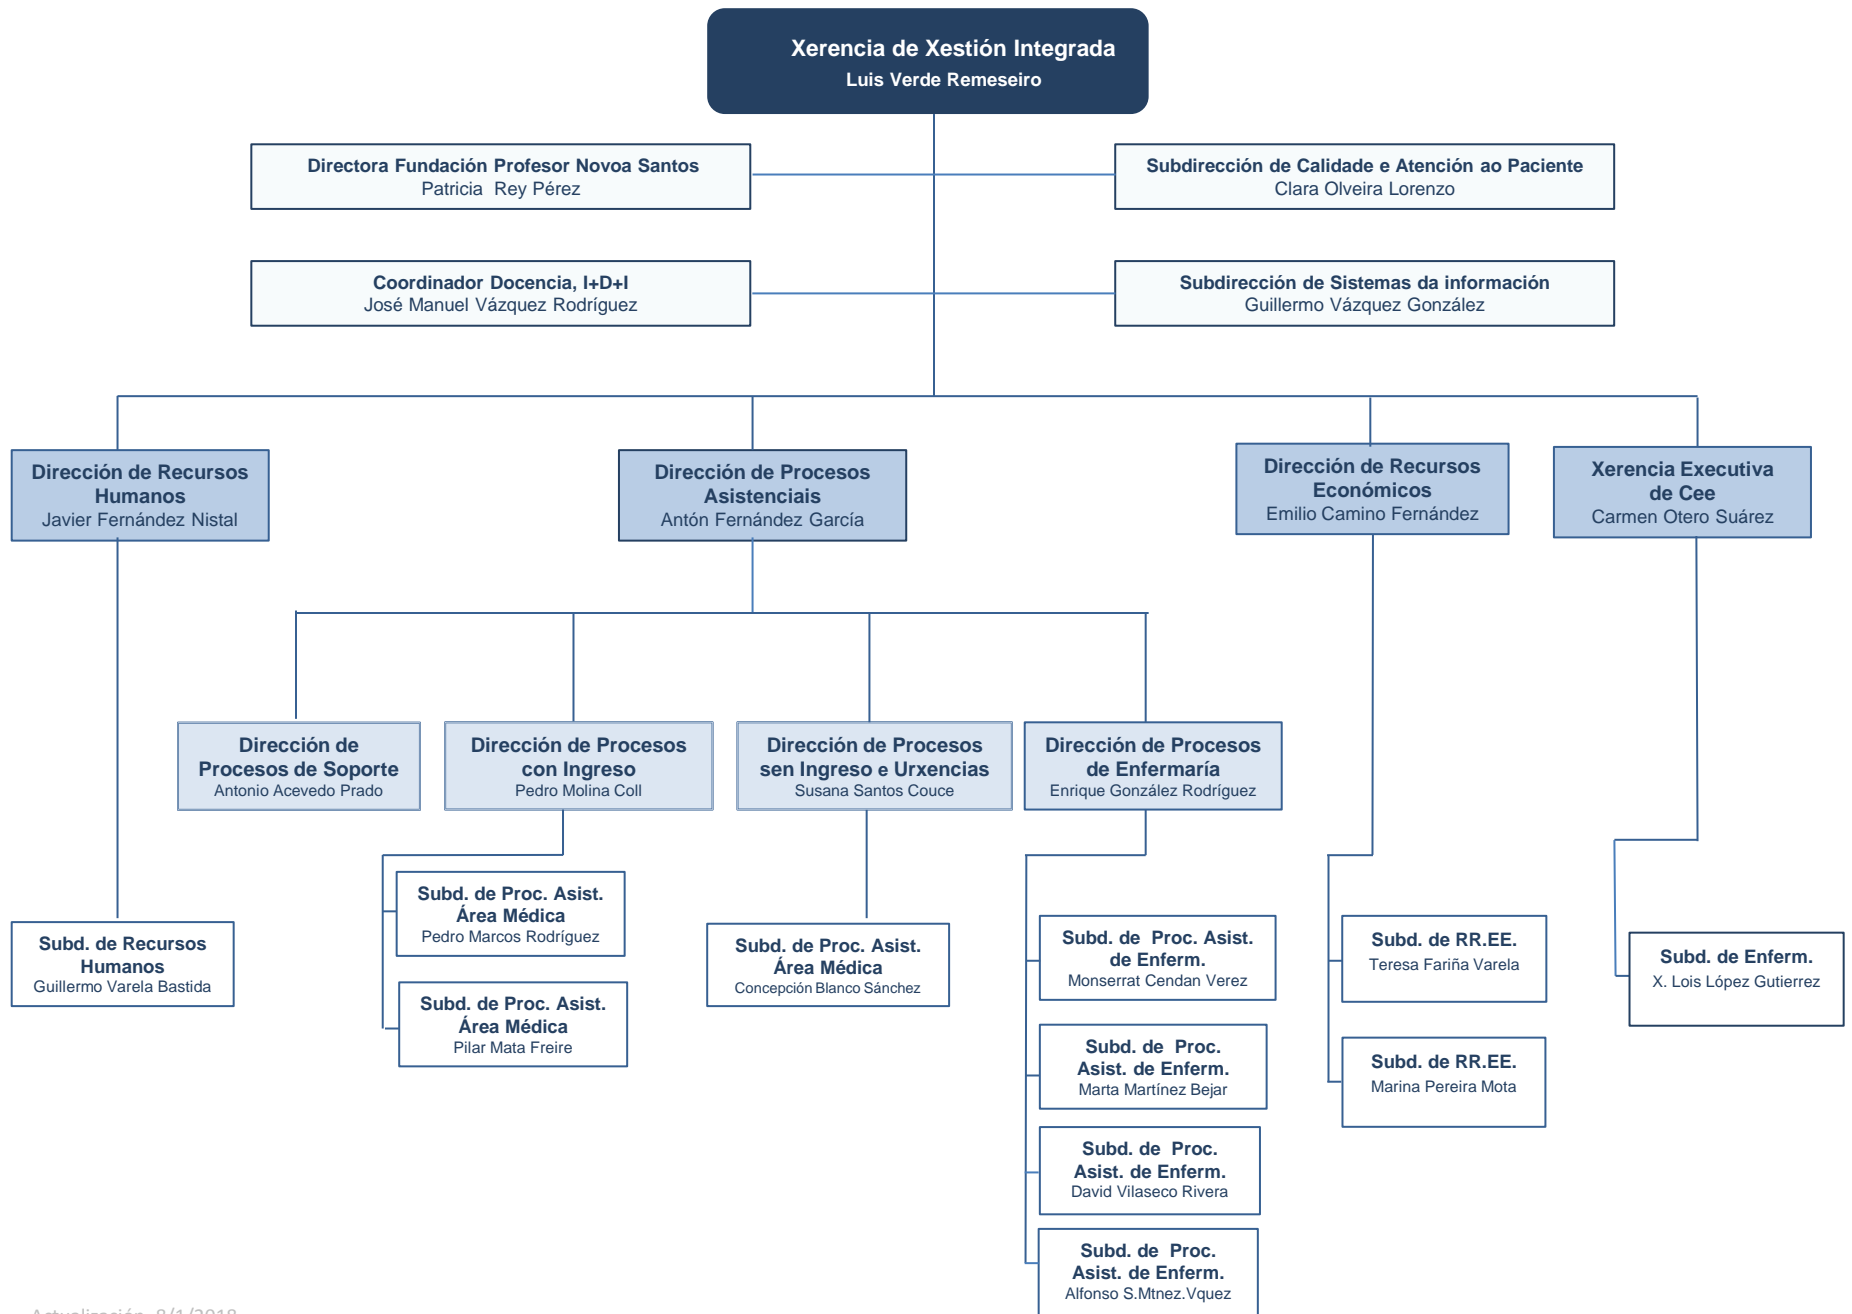 Xerencia de Xestión Integrada
Luis Verde Remeseiro
Directora Fundación Profesor Novoa Santos
Patricia Rey Pérez
Subdirección de Calidade e Atención ao Paciente
Clara Olveira Lorenzo
Coordinador Docencia, I+D+I
José Manuel Vázquez Rodríguez
Subdirección de Sistemas da información
Guillermo Vázquez González
Dirección de Recursos
Humanos
Javier Fernández Nistal
Dirección de Procesos
Asistenciais
Antón Fernández García
Dirección de Recursos
Económicos
Emilio Camino Fernández
Xerencia Executiva
de Cee
Carmen Otero Suárez
Dirección de
Procesos de Soporte
Antonio Acevedo Prado
Dirección de Procesos
con Ingreso
Pedro Molina Coll
Dirección de Procesos
sen Ingreso e Urxencias
Susana Santos Couce
Dirección de Procesos
de Enfermaría
Enrique González Rodríguez
Subd. de Recursos
Humanos
Guillermo Varela Bastida
Subd. de Proc. Asist.
Área Médica
Pedro Marcos Rodríguez
Subd. de Proc. Asist.
Área Médica
Pilar Mata Freire
Subd. de Proc. Asist.
Área Médica
Concepción Blanco Sánchez
Subd. de Proc. Asist.
de Enferm.
Monserrat Cendan Verez
Subd. de Proc.
Asist. de Enferm.
Marta Martínez Bejar
Subd. de Proc.
Asist. de Enferm.
David Vilaseco Rivera
Subd. de Proc.
Asist. de Enferm.
Alfonso S.Mtnez.Vquez
Subd. de RR.EE.
Teresa Fariña Varela
Subd. de RR.EE.
Marina Pereira Mota
Subd. de Enferm.
X. Lois López Gutierrez
Actualización 8/1/2018